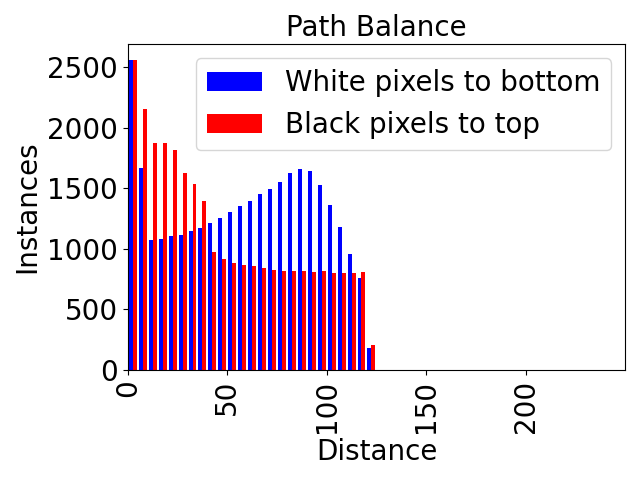 Path Balance
White pixels to bottom
Black pixels to top
Instances
2500
2000
1500
1000
500
0
0
50
100
150
200
Distance